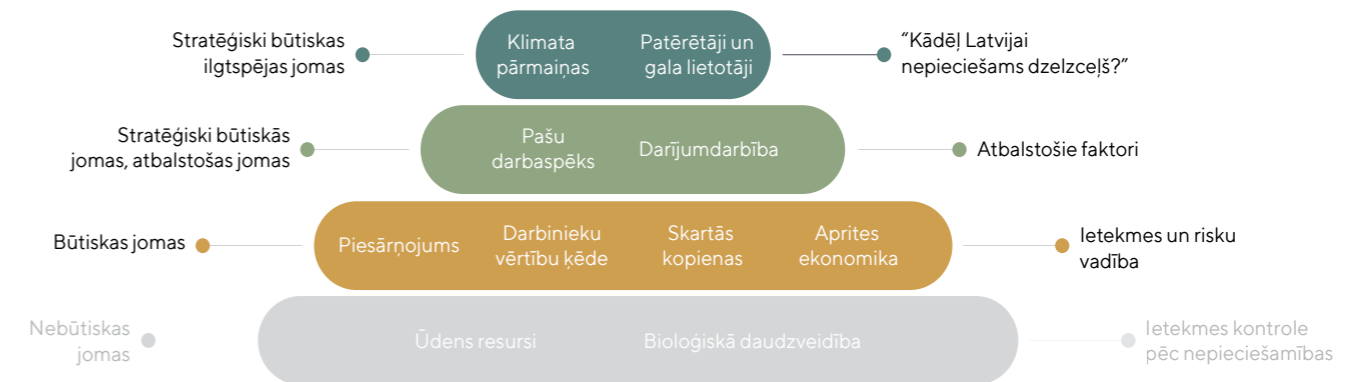 Stratēģiski būtiskas
ilgtspējas jomas
Klimata
pārmaiņas
Patērētāji un
gala lietotāji
“Kādēļ Latvijai
nepieciešams dzelzceļš?”
Stratēģiski būtiskās
jomas, atbalstošas jomas
Pašu
darbaspēks
Darījumdarbība
Atbalstošie faktori
Būtiskas jomas
Piesārņojums
Darbinieku
vērtību ķēde
Skartās
kopienas
Aprites
ekonomika
Ietekmes un risku
vadība
Nebūtiskas
jomas
Ūdens resursi
Bioloģiskā daudzveidība
Ietekmes kontrole
pēc nepieciešamības